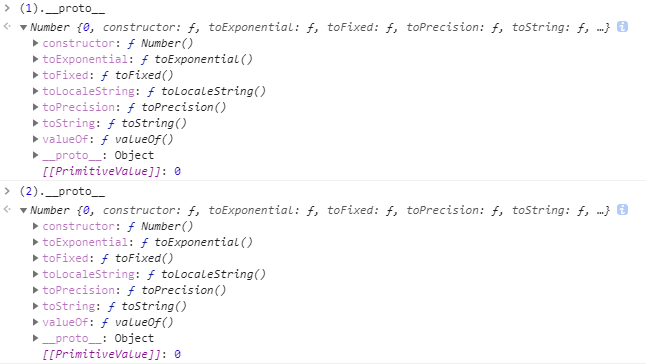 > (1).__proto__
<· ▼Number {0, constructor: ƒ, toExponential: ƒ, toFixed: ƒ, toPrecision: ƒ, toString: ƒ, …} i
▶ constructor: ƒ Number()
▶ toExponential: ƒ toExponential()
▶ toFixed: ƒ toFixed()
▶ toLocaleString: ƒ toLocaleString()
▶ toPrecision: ƒ toPrecision()
▶ toString: ƒ toString()
▶ valueOf: ƒ valueOf()
▶ __proto__: Object
[[PrimitiveValue]]: 0
> (2).__proto__
<· ▼Number {0, constructor: ƒ, toExponential: ƒ, toFixed: ƒ, toPrecision: ƒ, toString: ƒ, …} i
▶ constructor: ƒ Number()
▶ toExponential: ƒ toExponential()
▶ toFixed: ƒ toFixed()
▶ toLocaleString: ƒ toLocaleString()
▶ toPrecision: ƒ toPrecision()
▶ toString: ƒ toString()
▶ valueOf: ƒ valueOf()
▶ __proto__: Object
[[PrimitiveValue]]: 0